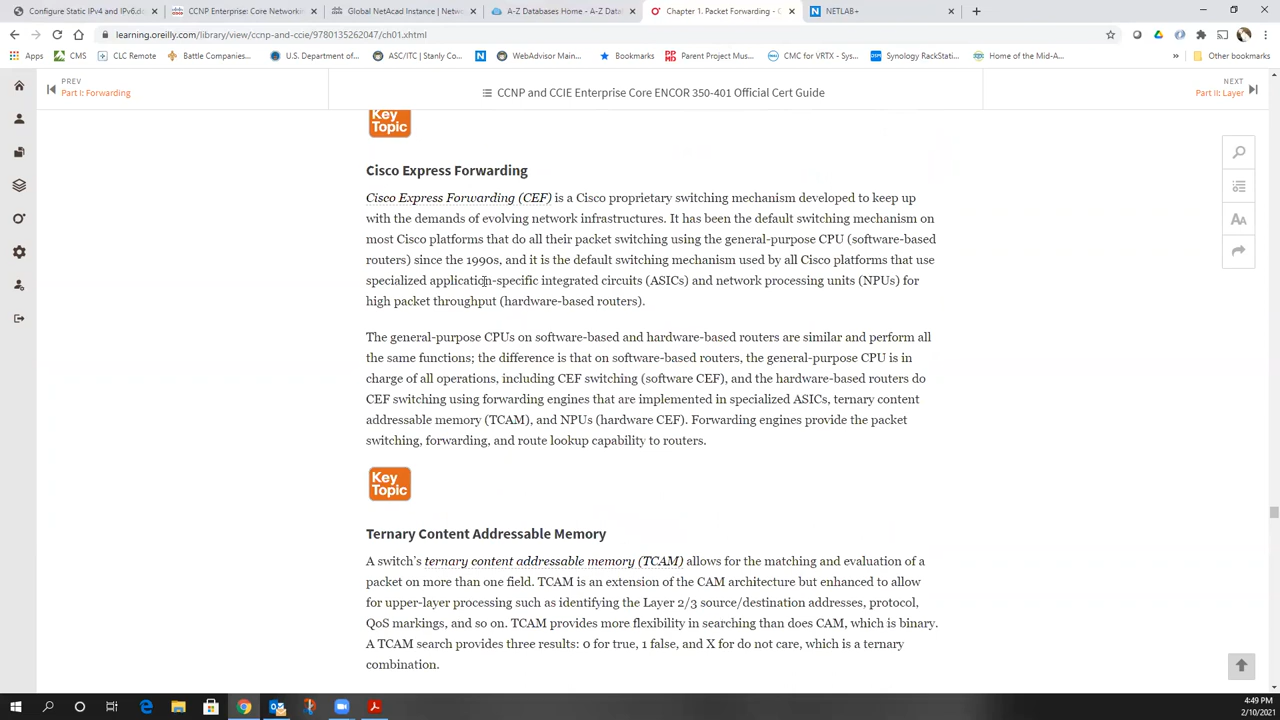 Configure Static IPv4 and IPv6.do
CCNP Enterprise: Core Networkin
Global NetAcad Instance | Netwo
A-Z Databases Home - A-Z Datab
Chapter 1. Packet Forwarding - C
NETLAB+
learning.oreilly.com/library/view/ccnp-and-ccie/9780135262047/ch01.xhtml
Apps
CMS
CLC Remote
Battle Companies...
U.S. Department of...
ASC/ITC | Stanly Co...
WebAdvisor Main...
Bookmarks
Parent Project Mus...
CMC for VRTX - Sys...
Synology RackStati...
Home of the Mid-A...
»
Other bookmarks
PREV
Part I: Forwarding
CCNP and CCIE Enterprise Core ENCOR 350-401 Official Cert Guide
NEXT
Part II: Layer
Key
Topic
Cisco Express Forwarding
Cisco Express Forwarding (CEF) is a Cisco proprietary switching mechanism developed to keep up
with the demands of evolving network infrastructures. It has been the default switching mechanism on
most Cisco platforms that do all their packet switching using the general-purpose CPU (software-based
routers) since the 1990s, and it is the default switching mechanism used by all Cisco platforms that use
specialized application-specific integrated circuits (ASICs) and network processing units (NPUs) for
high packet throughput (hardware-based routers).
The general-purpose CPUs on software-based and hardware-based routers are similar and perform all
the same functions; the difference is that on software-based routers, the general-purpose CPU is in
charge of all operations, including CEF switching (software CEF), and the hardware-based routers do
CEF switching using forwarding engines that are implemented in specialized ASICs, ternary content
addressable memory (TCAM), and NPUs (hardware CEF). Forwarding engines provide the packet
switching, forwarding, and route lookup capability to routers.
Key
Topic
Ternary Content Addressable Memory
A switch's ternary content addressable memory (TCAM) allows for the matching and evaluation of a
packet on more than one field. TCAM is an extension of the CAM architecture but enhanced to allow
for upper-layer processing such as identifying the Layer 2/3 source/destination addresses, protocol,
QoS markings, and so on. TCAM provides more flexibility in searching than does CAM, which is binary.
A TCAM search provides three results: 0 for true, 1 false, and X for do not care, which is a ternary
combination.
4:49 PM
2/10/2021